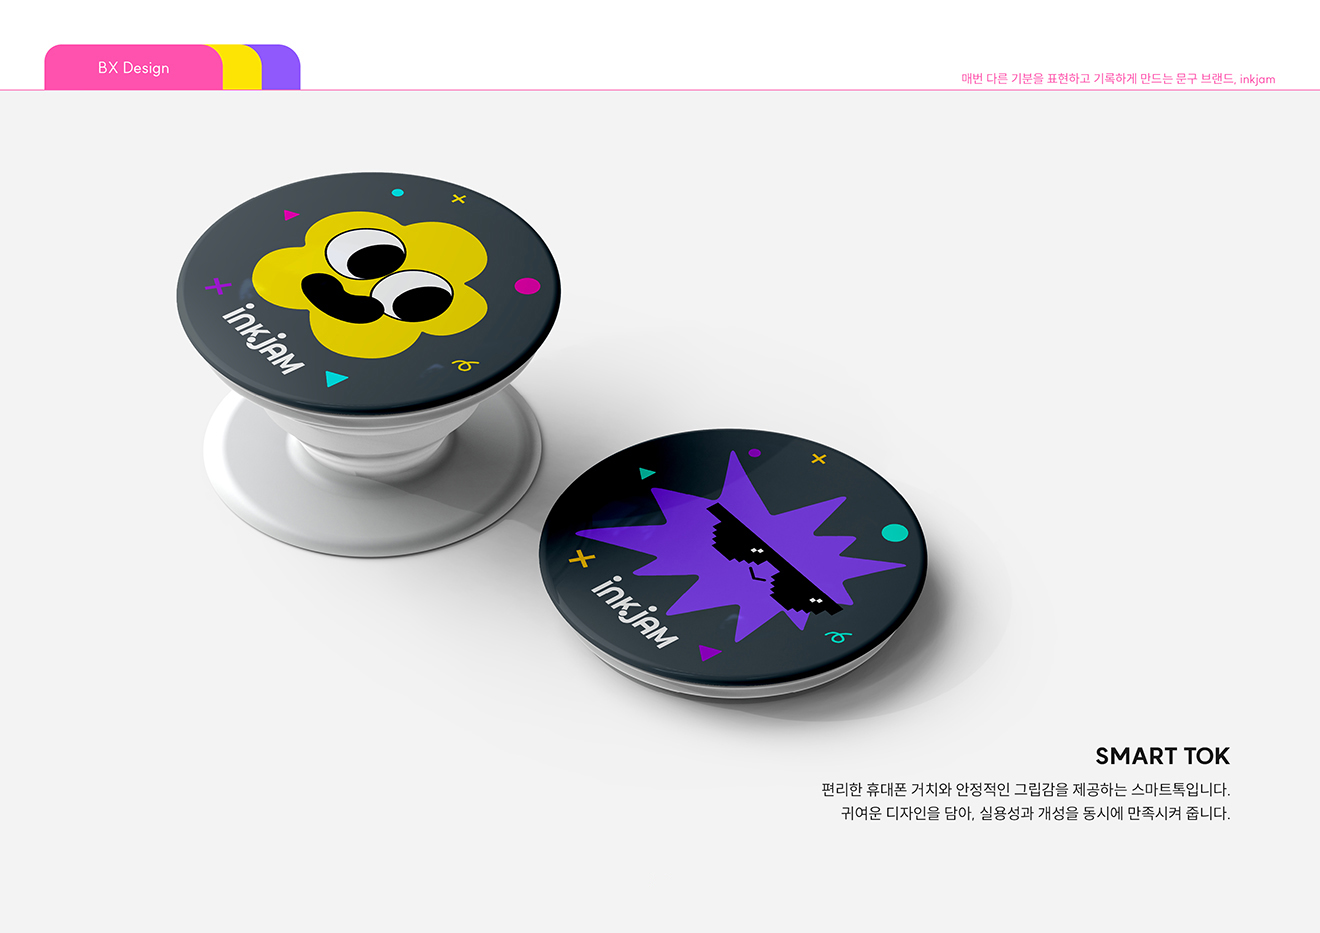 BX Design
매번 다른 기분을 표현하고 기록하게 만드는 문구 브랜드, inkjam
inkjam
inkjam
SMART TOK
편리한 휴대폰 거치와 안정적인 그립감을 제공하는 스마트톡입니다.
귀여운 디자인을 담아, 실용성과 개성을 동시에 만족시켜 줍니다.